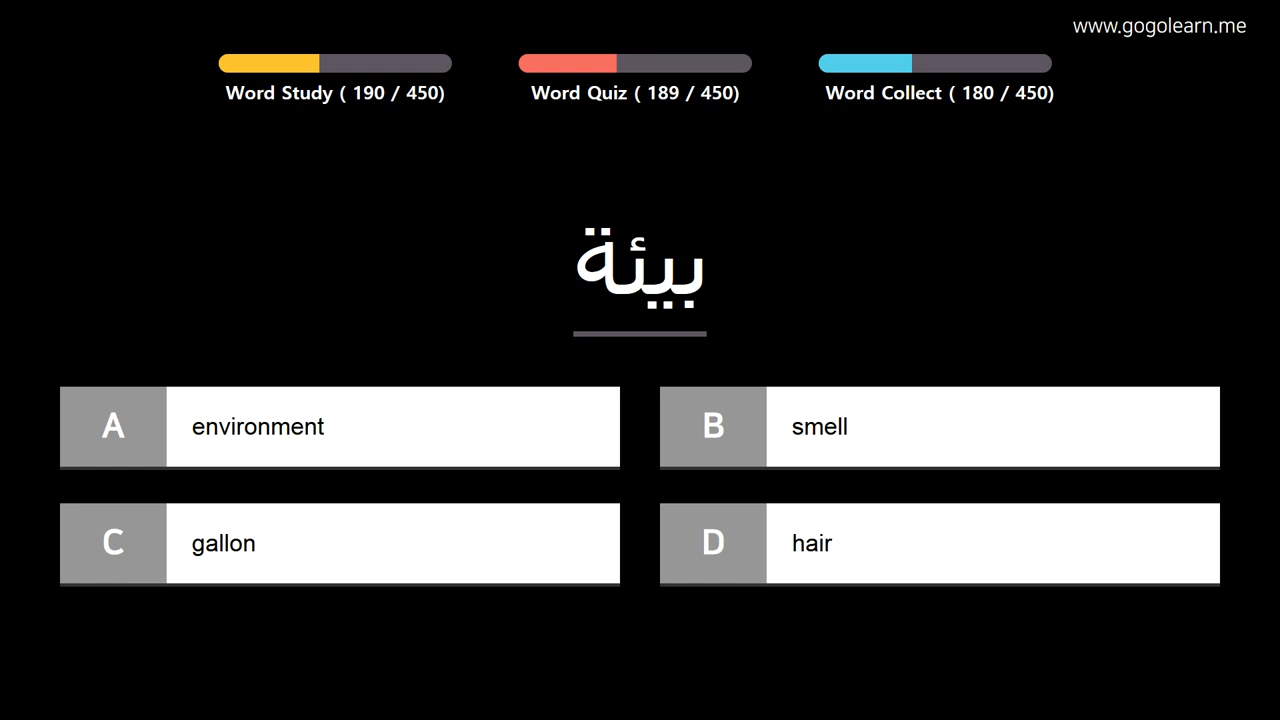 www.gogolearn.me
Word Study ( 190 / 450)
Word Quiz ( 189 / 450)
Word Collect ( 180 / 450)
بيئة
A environment
B smell
C gallon
D hair